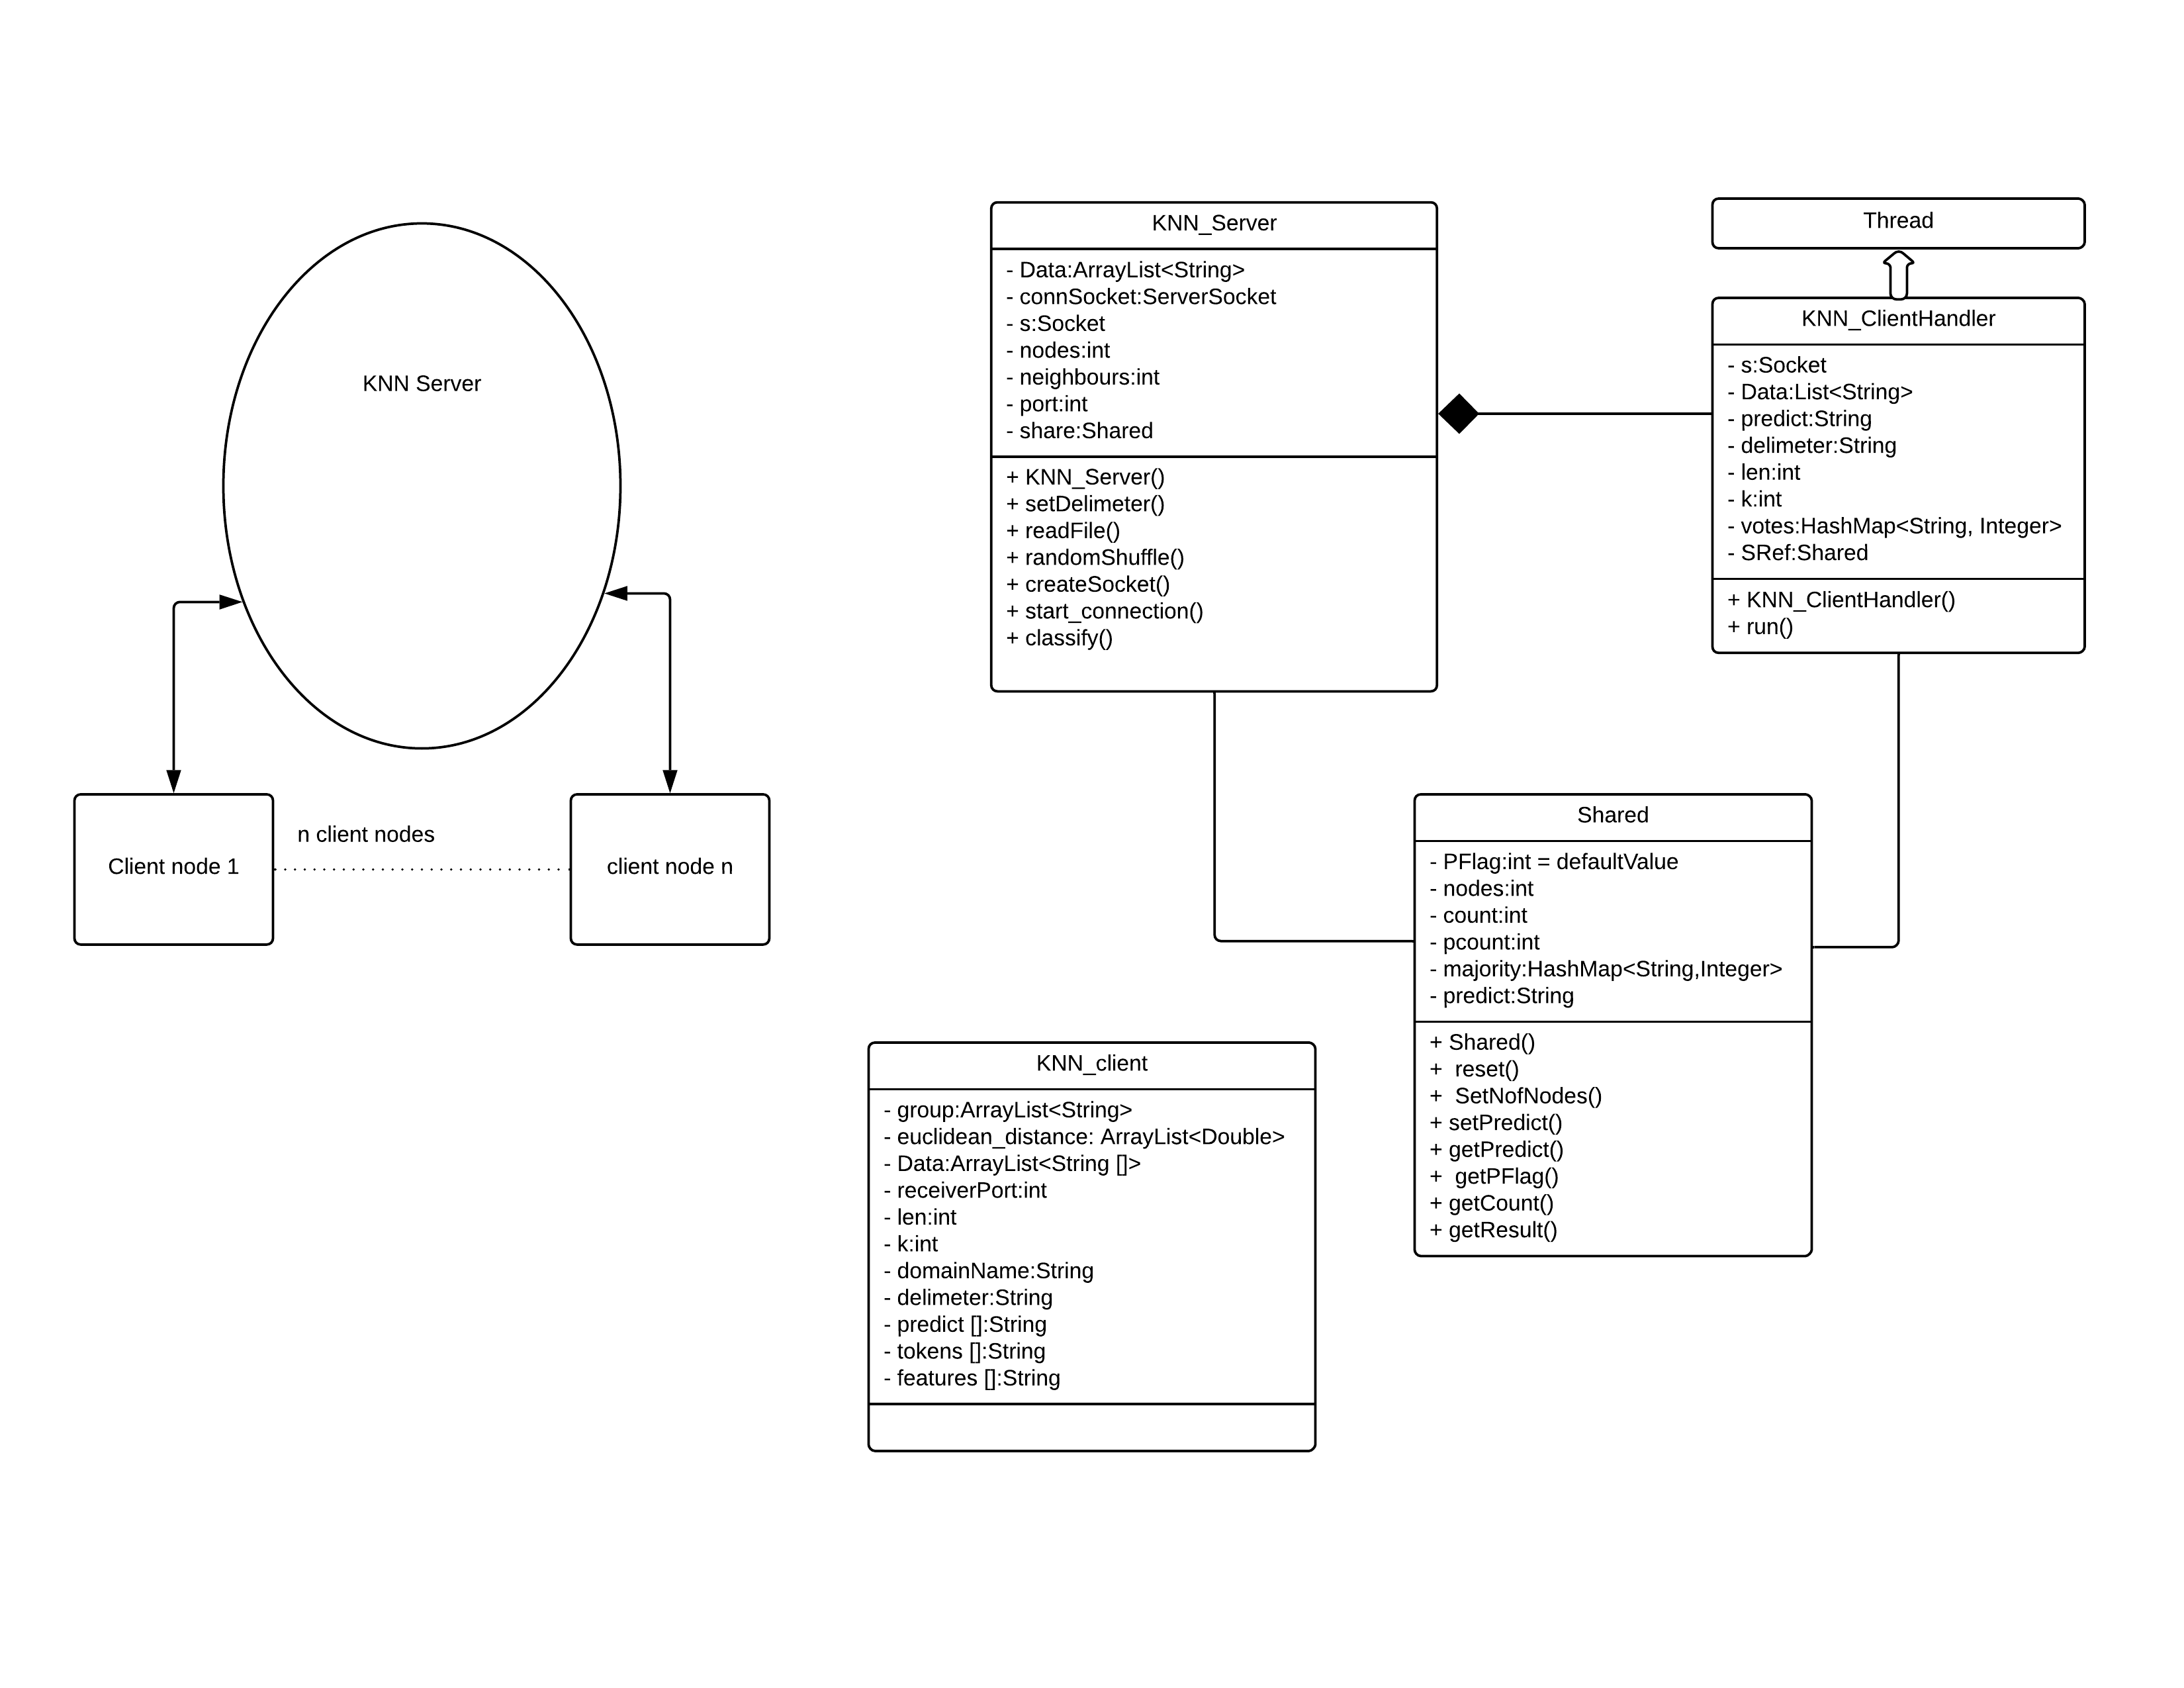 KNN Server
Client node 1
n client nodes
client node n
KNN_Server
- Data:ArrayList<String>
- connSocket:ServerSocket
- s:Socket
- nodes:int
- neighbours:int
- port:int
- share:Shared
+ KNN_Server()
+ setDelimeter()
+ readFile()
+ randomShuffle()
+ createSocket()
+ start_connection()
+ classify()
Thread
KNN_ClientHandler
- s:Socket
- Data:List<String>
- predict:String
- delimeter:String
- len:int
- k:int
- votes:HashMap<String, Integer>
- SRef:Shared
+ KNN_ClientHandler()
+ run()
Shared
- PFlag:int = defaultValue
- nodes:int
- count:int
- pcount:int
- majority:HashMap<String,Integer>
- predict:String
+ Shared()
+  reset()
+  SetNofNodes()
+ setPredict()
+ getPredict()
+  getPFlag()
+ getCount()
+ getResult()
KNN_client
- group:ArrayList<String>
- euclidean_distance: ArrayList<Double>
- Data:ArrayList<String []>
- receiverPort:int
- len:int
- k:int
- domainName:String
- delimeter:String
- predict []:String
- tokens []:String
- features []:String